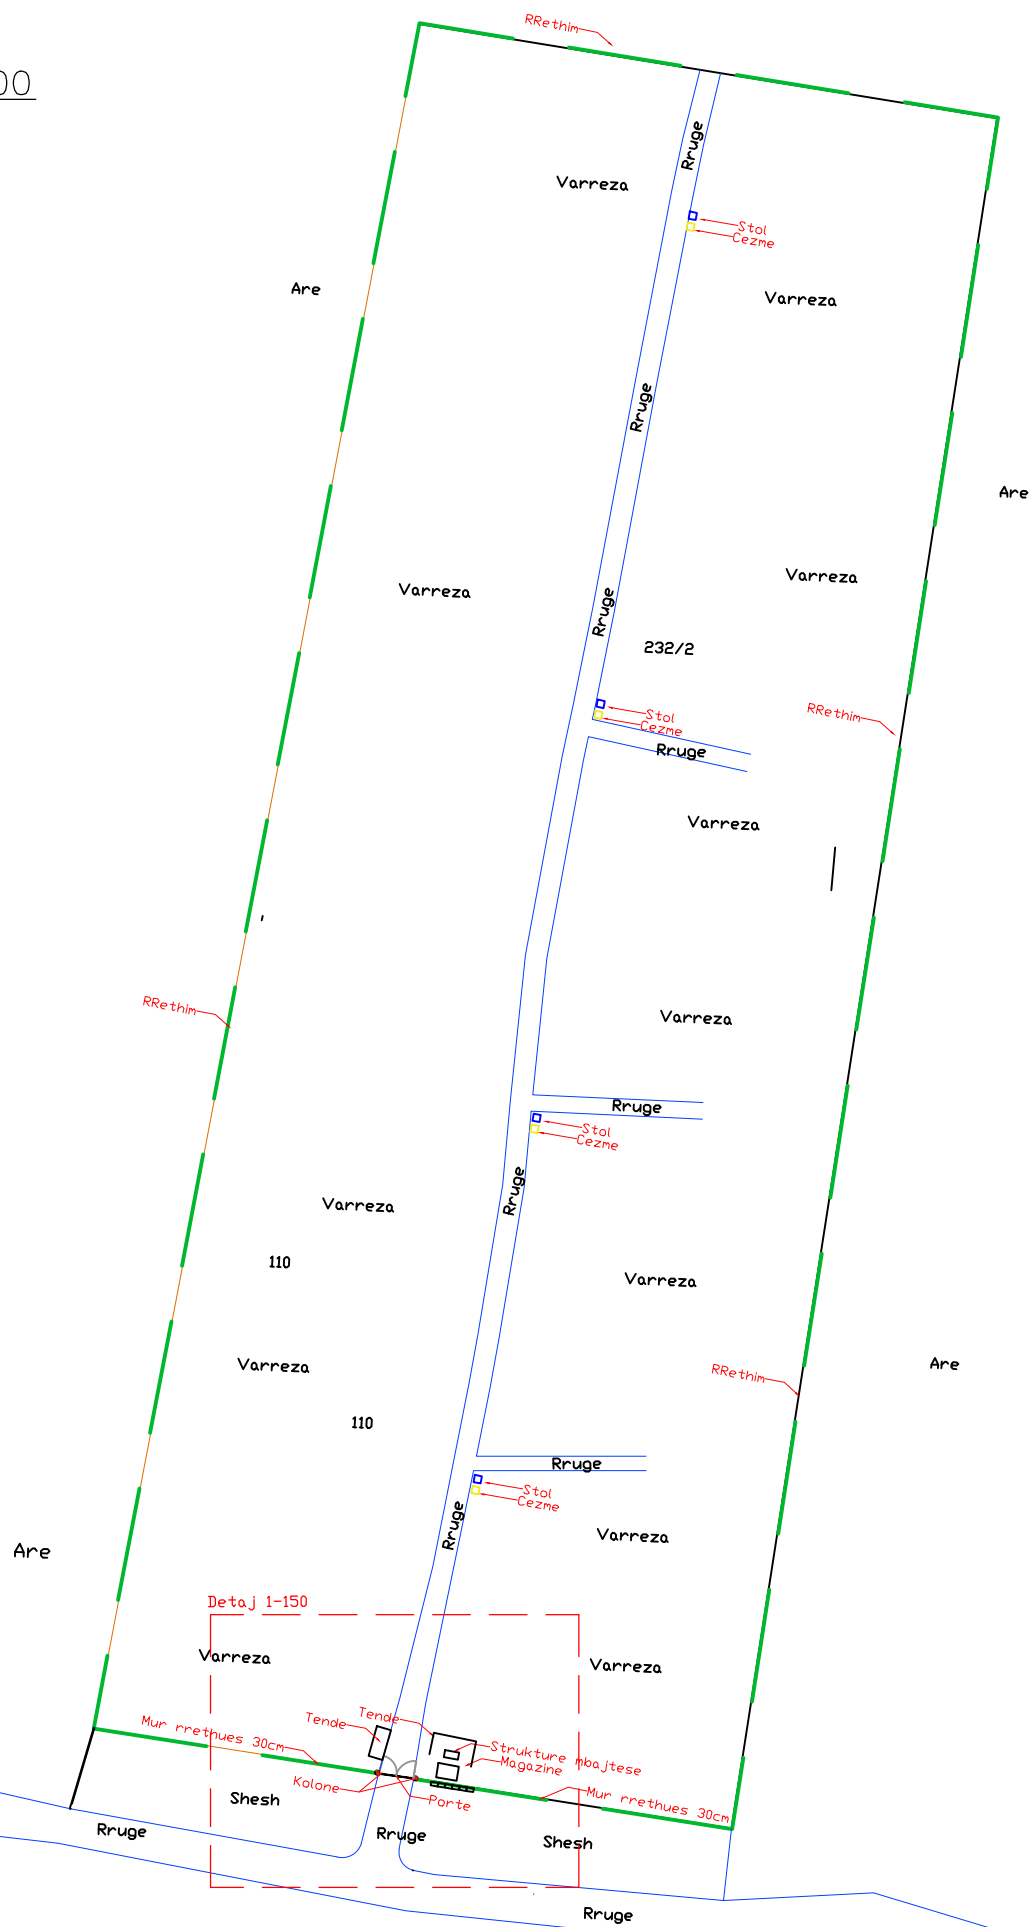 RRethim
00
Rruge
Varreza
Stol
Cezme
Are
Varreza
Rruge
Are
Varreza
Varreza
Rruge
232/2
RRethim
Stol
Cezme
Rruge
Varreza
RRethim
Varreza
Rruge
Stol
Cezme
Rruge
Varreza
110
Varreza
Varreza
Are
RRethim
110
Rruge
Stol
Cezme
Rruge
Varreza
Are
Detaj 1-150
Varreza
Varreza
Tende
Tende
Mur rrethues 30cm
Strukture mbajtese
Magazine
Kolone
Porte
Mur rrethues 30cm
Shesh
Rruge
Rruge
Shesh
Rruge